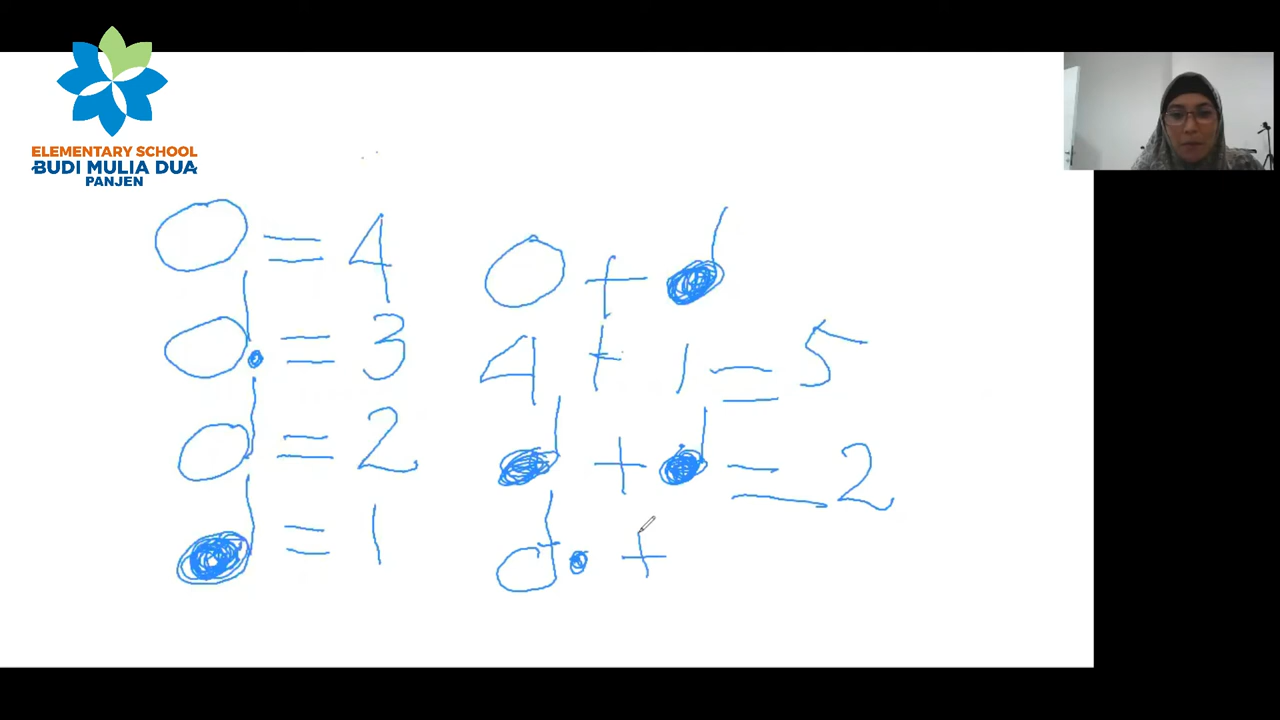 ELEMENTARY SCHOOL
BUDI MULIA DUA
PANJEN
= 4
= 3
= 2
= 1
+
4 + 1 = 5
+ = 2
+